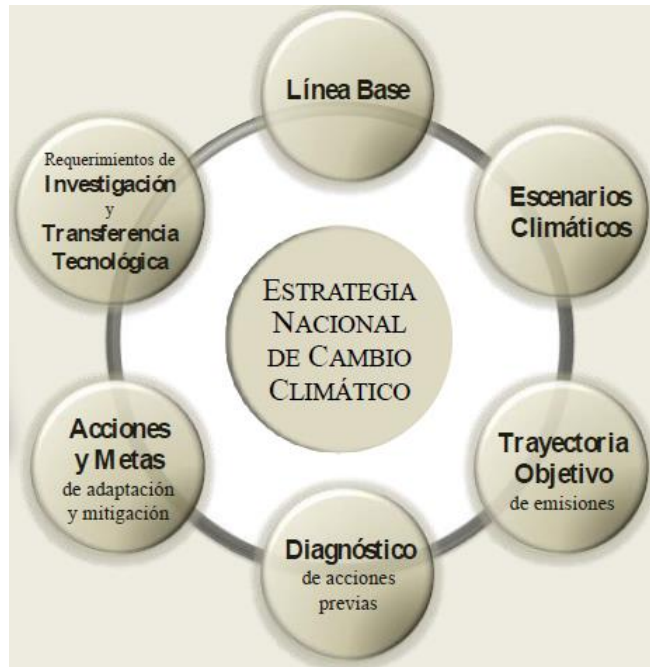 Línea Base
Escenarios
Climáticos
Trayectoria
Objetivo
de emisiones
Diagnóstico
de acciones
previas
Acciones
y Metas
de adaptación
y mitigación
Requerimientos de
Investigación
y
Transferencia
Tecnológica
ESTRATEGIA
NACIONAL
DE CAMBIO
CLIMÁTICO